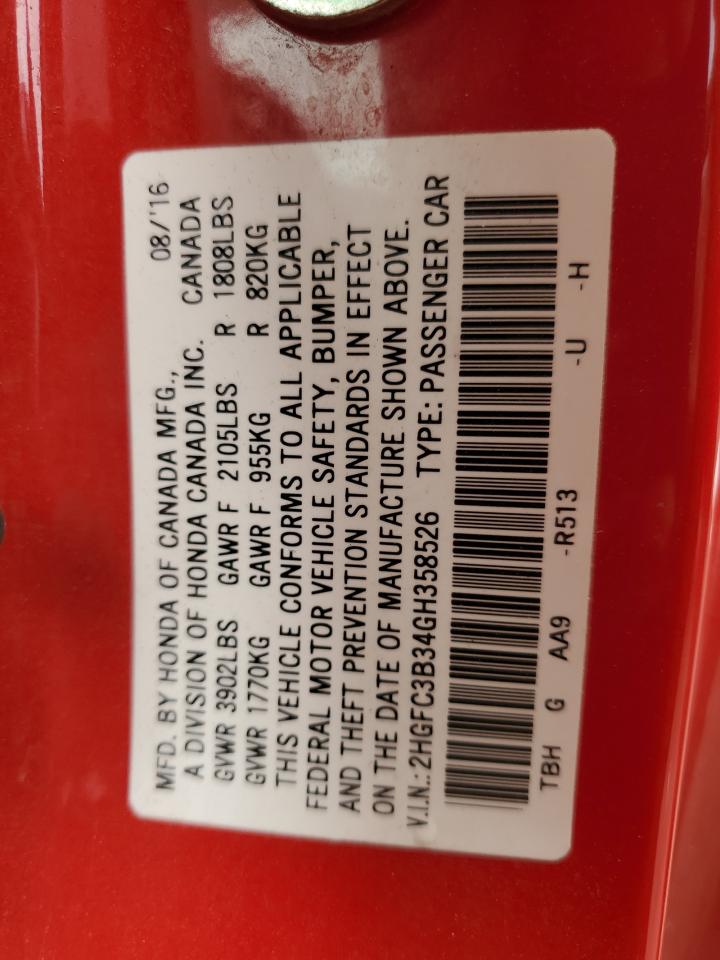 MFD. BY HONDA OF CANADA MFG., 08/'16
A DIVISION OF HONDA CANADA INC. CANADA
GVWR 3902LBS GAWR F 2105LBS R 1808LBS
GVWR 1770KG GAWR F 955KG R 820KG
THIS VEHICLE CONFORMS TO ALL APPLICABLE
FEDERAL MOTOR VEHICLE SAFETY, BUMPER,
AND THEFT PREVENTION STANDARDS IN EFFECT
ON THE DATE OF MANUFACTURE SHOWN ABOVE.
V.I.N.: 2HGFC3B34GH358526 TYPE: PASSENGER CAR
TBH G AA9 -R513 -U -H